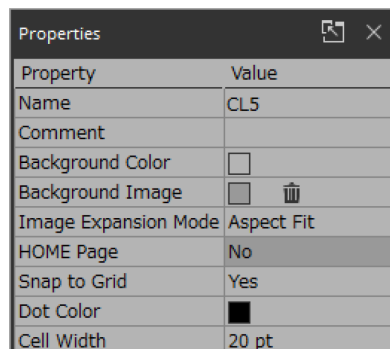 Properties
Property Value
Name CL5
Comment
Background Color
Background Image
Image Expansion Mode Aspect Fit
HOME Page No
Snap to Grid Yes
Dot Color
Cell Width 20 pt